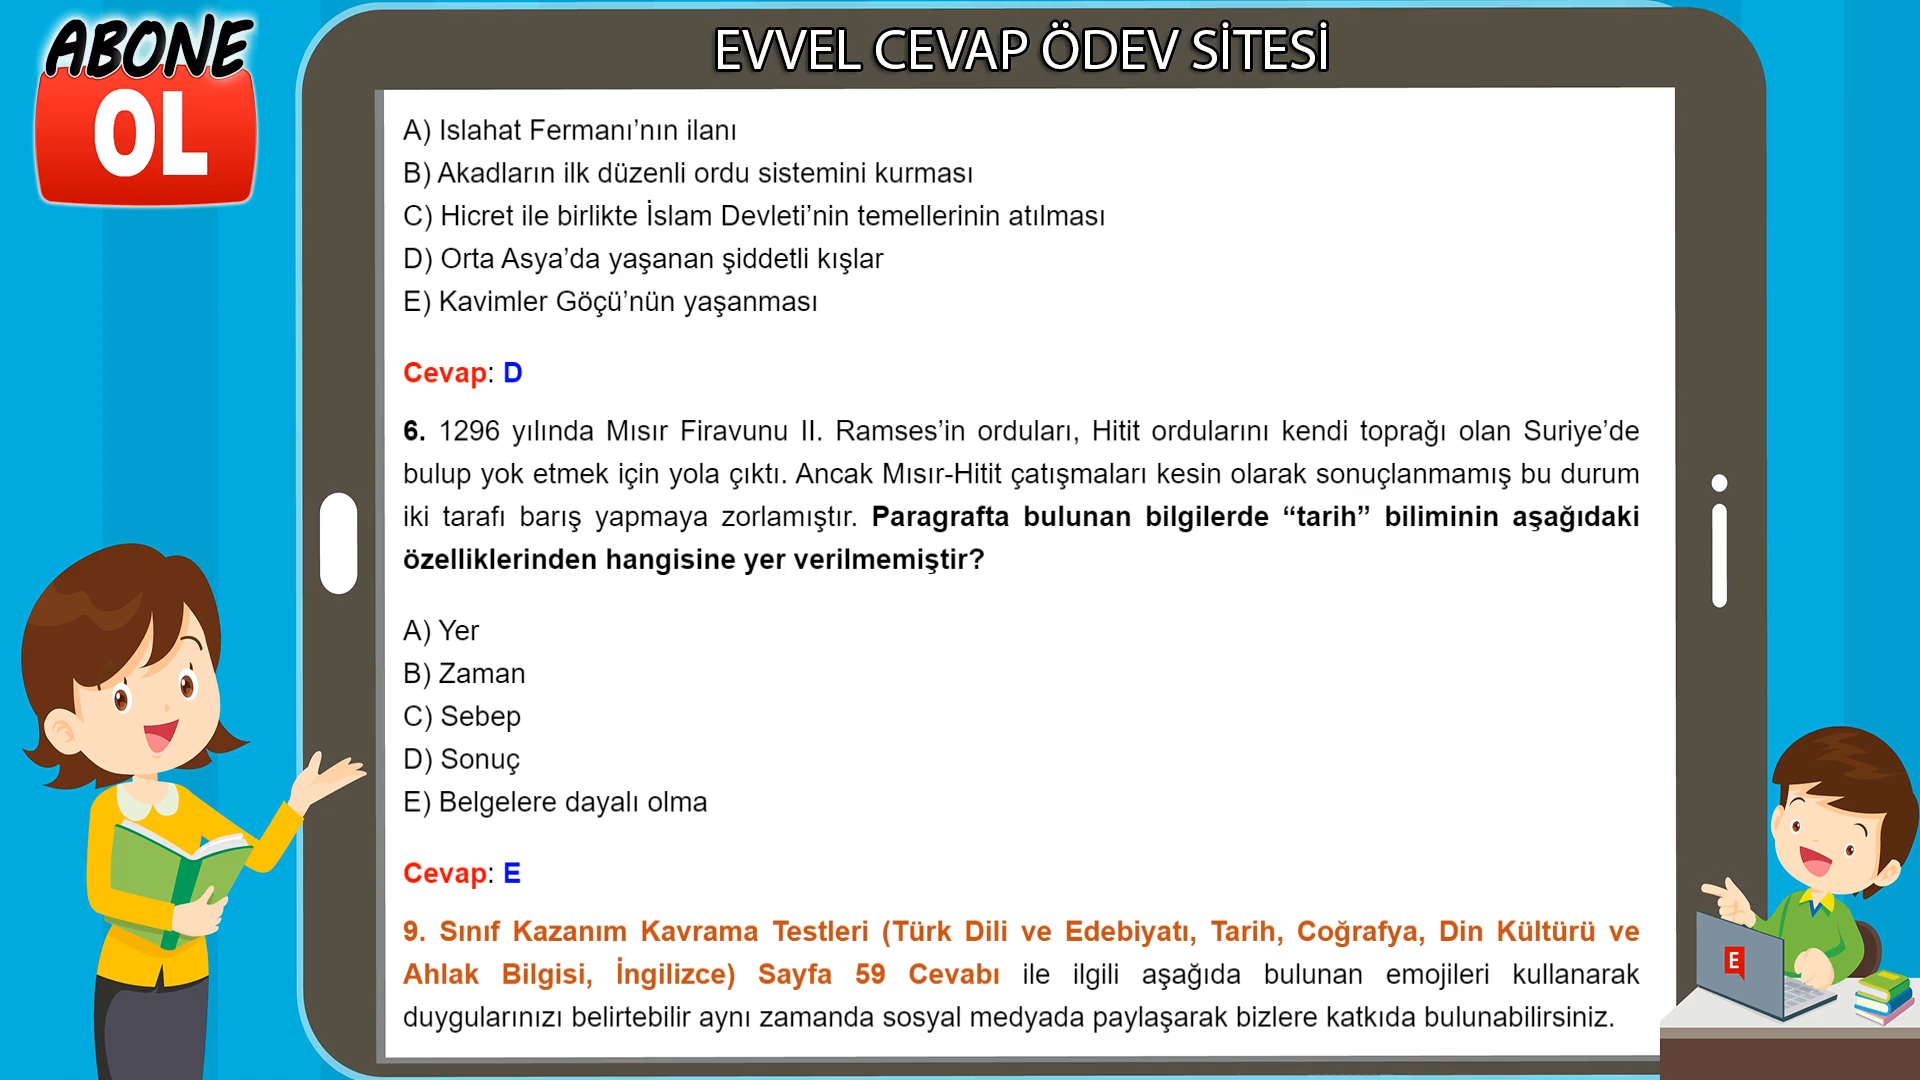 ABONE
OL
EVVEL CEVAP ÖDEV SİTESİ
A) Islahat Fermanı’nın ilanı
B) Akadların ilk düzenli ordu sistemini kurması
C) Hicret ile birlikte İslam Devleti’nin temellerinin atılması
D) Orta Asya’da yaşanan şiddetli kışlar
E) Kavimler Göçü’nün yaşanması
Cevap: D
6. 1296 yılında Mısır Firavunu II. Ramses’in orduları, Hitit ordularını kendi toprağı olan Suriye’de
bulup yok etmek için yola çıktı. Ancak Mısır-Hitit çatışmaları kesin olarak sonuçlanmamış bu durum
iki tarafı barış yapmaya zorlamıştır. Paragrafta bulunan bilgilerde “tarih” biliminin aşağıdaki
özelliklerinden hangisine yer verilmemiştir?
A) Yer
B) Zaman
C) Sebep
D) Sonuç
E) Belgelere dayalı olma
Cevap: E
9. Sınıf Kazanım Kavrama Testleri (Türk Dili ve Edebiyatı, Tarih, Coğrafya, Din Kültürü ve
Ahlak Bilgisi, İngilizce) Sayfa 59 Cevabı ile ilgili aşağıda bulunan emojileri kullanarak
duygularınızı belirtebilir aynı zamanda sosyal medyada paylaşarak bizlere katkıda bulunabilirsiniz.
E